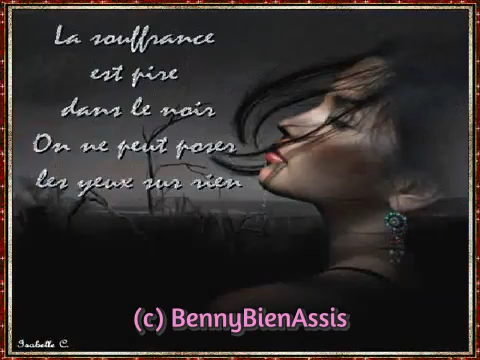 La souffrance
est pire
dans le noir
On ne peut poser
les yeux sur rien
(c) BennyBienAssis
Isabelle C.